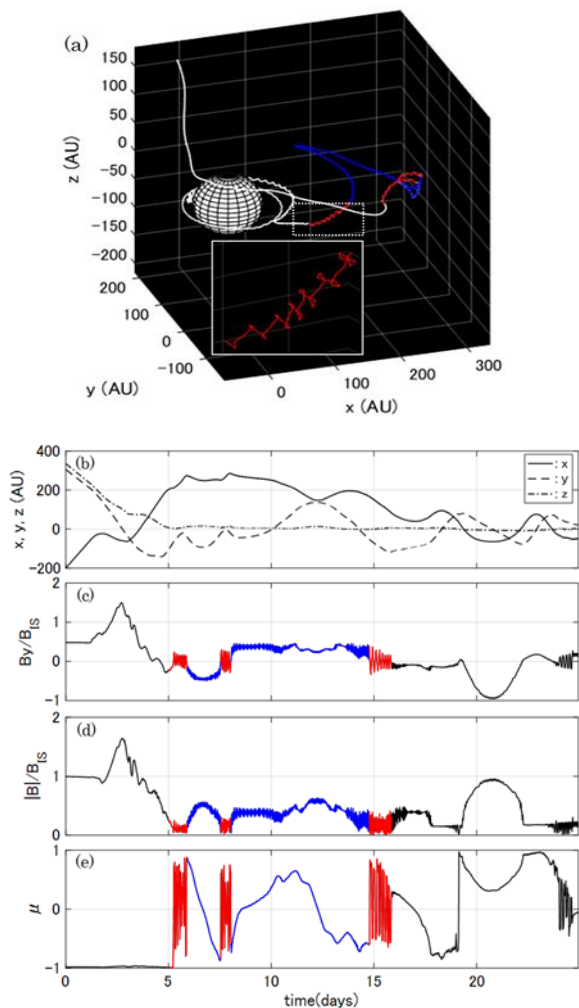 (a)
150
100
50
0
-50
-100
-150
-200
z (AU)
200
100
0
-100
y (AU)
0
100
200
300
x (AU)
(b)
: x
: y
: z
400
200
0
-200
x, y, z (AU)
(c)
2
1
0
-1
By/B_IS
(d)
2
1
0
|B|/B_IS
(e)
1
0
-1
μ
0 5 10 15 20
time(days)